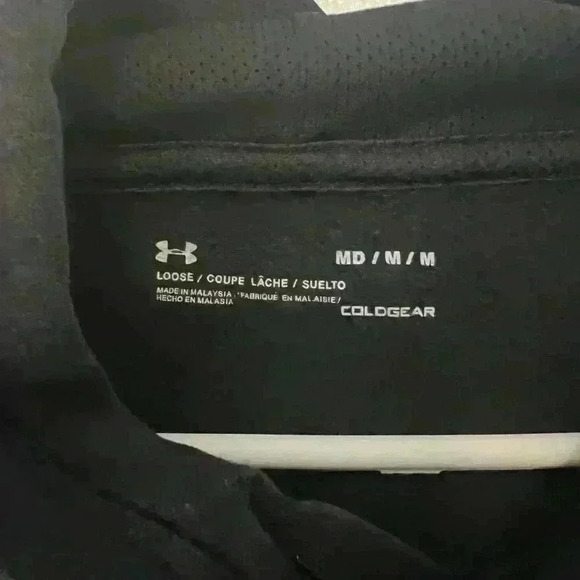 MD / M / M
LOOSE / COUPE LÂCHE / SUELTO
MADE IN MALAYSIA / FABRIQUÉ EN MALAISIE /
HECHO EN MALASIA
COLDGEAR